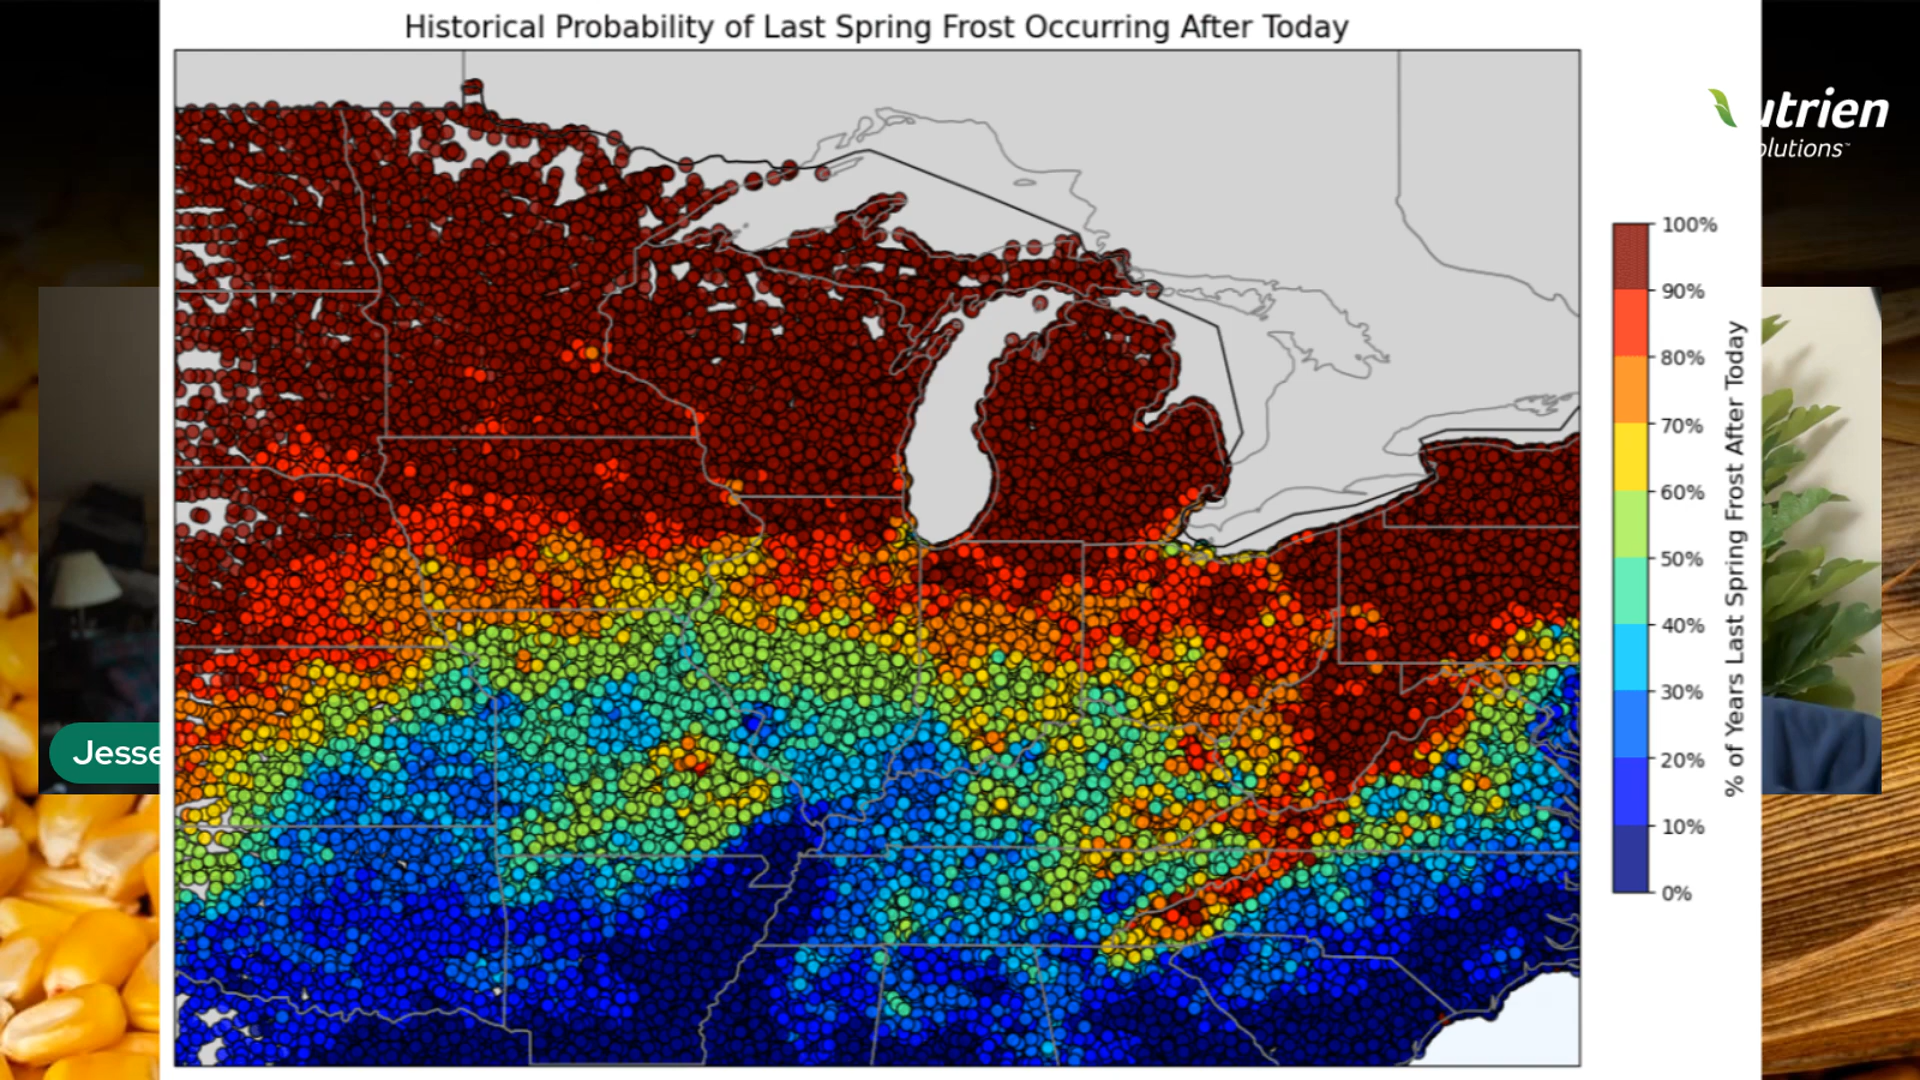 Historical Probability of Last Spring Frost Occurring After Today
utrien
olutions™
100%
90%
80%
70%
60%
50%
40%
30%
20%
10%
0%
% of Years Last Spring Frost After Today
Jesse